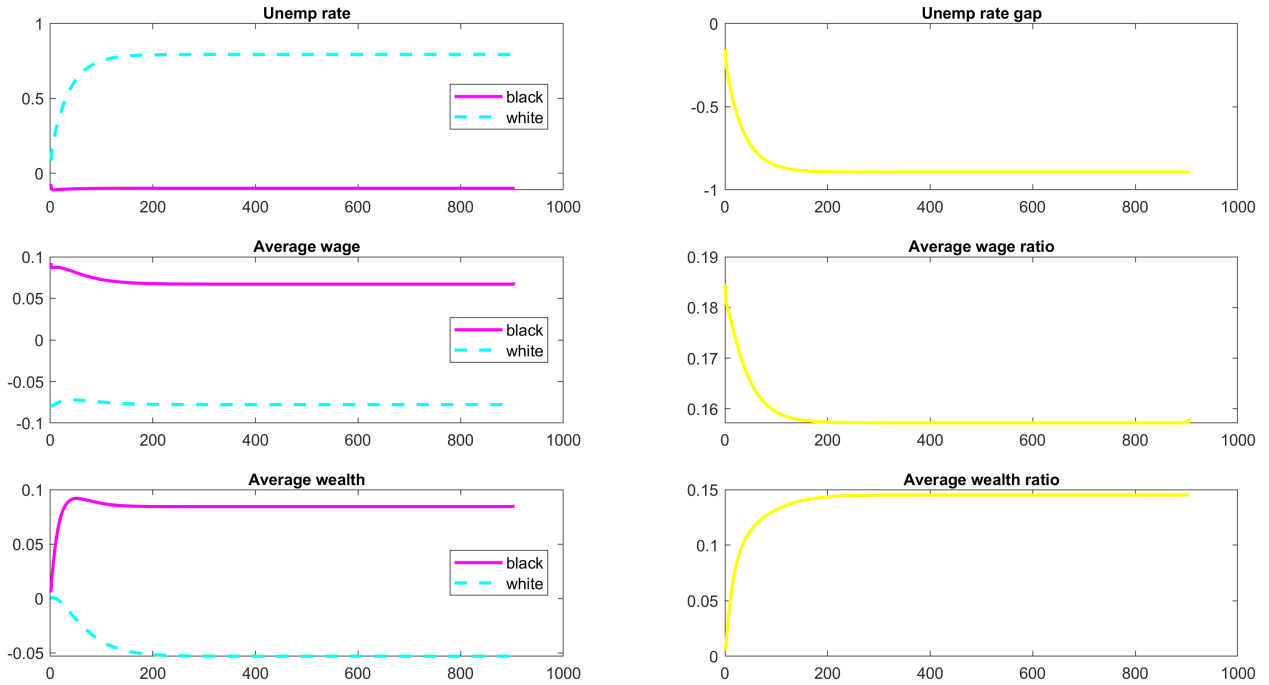 Unemp rate
1
0.5
0
black
white
0 200 400 600 800 1000
Unemp rate gap
0
-0.5
-1
0 200 400 600 800 1000
Average wage
0.1
0.05
0
-0.05
-0.1
black
white
0 200 400 600 800 1000
Average wage ratio
0.19
0.18
0.17
0.16
0 200 400 600 800 1000
Average wealth
0.1
0.05
0
-0.05
black
white
0 200 400 600 800 1000
Average wealth ratio
0.15
0.1
0.05
0
0 200 400 600 800 1000